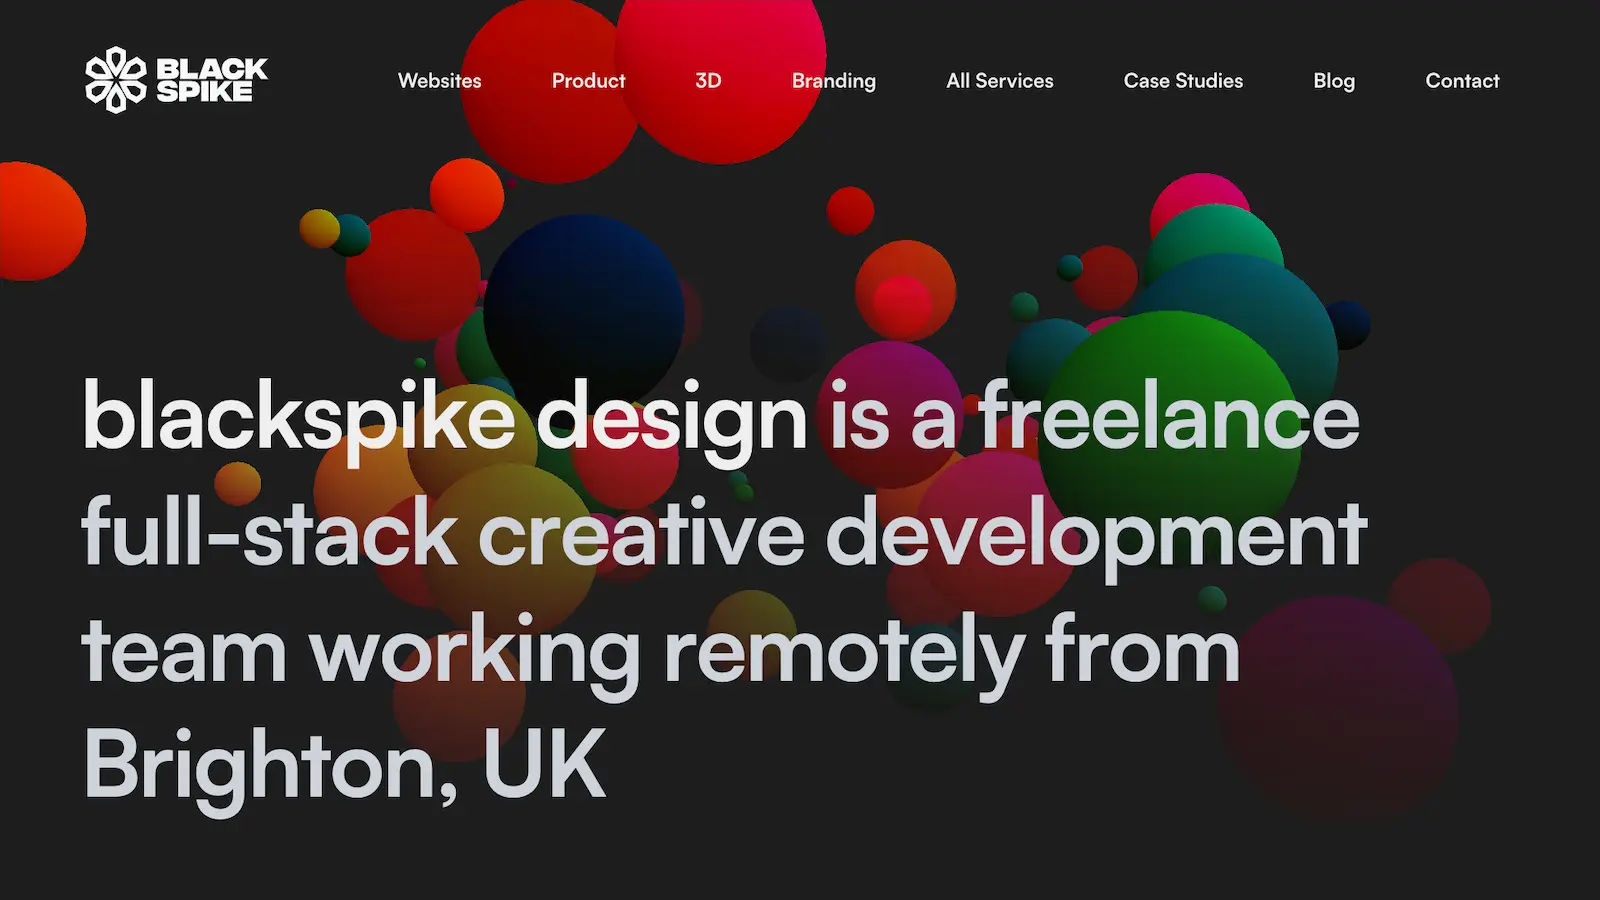 BLACK
SPIKE
Websites Product 3D Branding All Services Case Studies Blog Contact
blackspike design is a freelance
full-stack creative development
team working remotely from
Brighton, UK